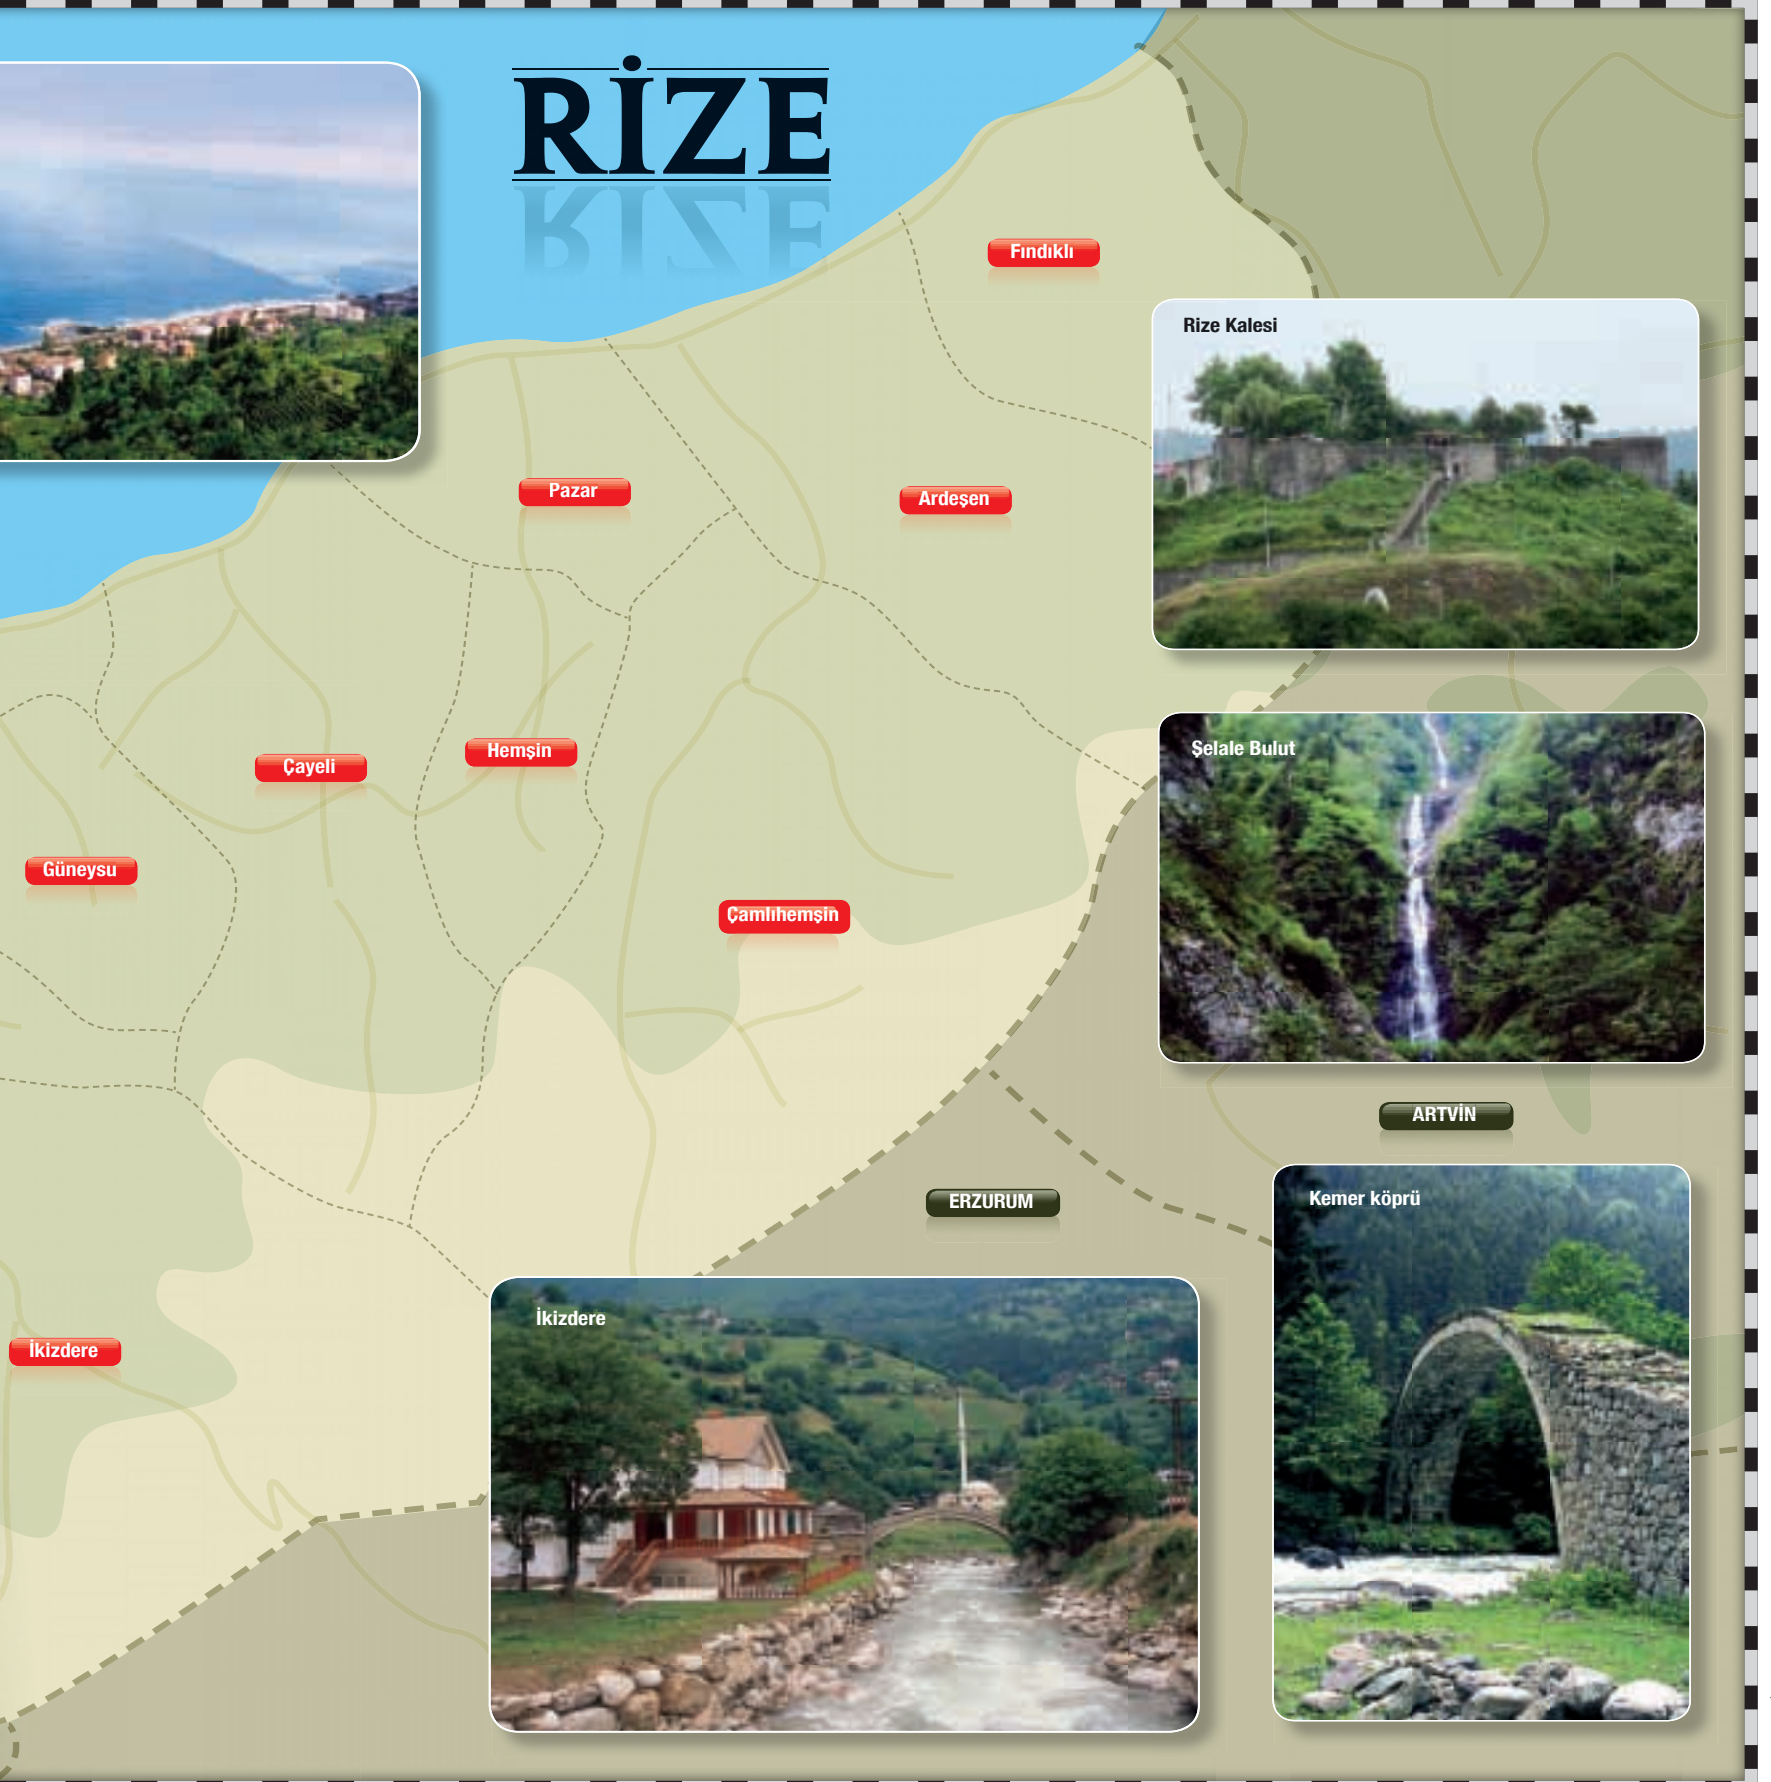 RİZE
Fındıklı
Rize Kalesi
Pazar
Ardeşen
Hemşin
Şelale Bulut
Çayeli
Güneysu
Çamlıhemşin
ARTVİN
ERZURUM
Kemer köprü
İkizdere
İkizdere